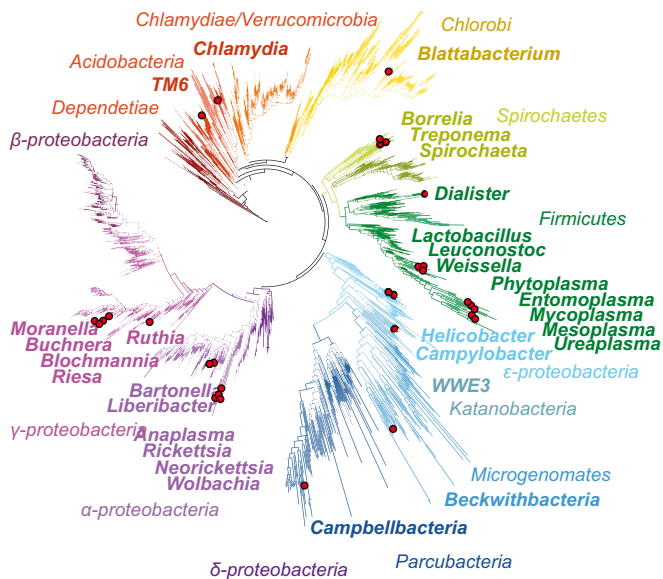 Chlamydiae/Verrucomicrobia
Chlorobi
Chlamydia
Blattabacterium
Acidobacteria
TM6
Dependetiae
β-proteobacteria
Borrelia
Spirochaetes
Treponema
Spirochaeta
Dialister
Firmicutes
Lactobacillus
Leuconostoc
Weissella
Phytoplasma
Entomoplasma
Mycoplasma
Mesoplasma
Ureaplasma
Moranella
Ruthia
Buchnera
Blochmannia
Riesa
Helicobacter
Campylobacter
ε-proteobacteria
WWE3
Katanobacteria
Bartonella
Liberibacter
γ-proteobacteria
Anaplasma
Rickettsia
Neorickettsia
Wolbachia
α-proteobacteria
Microgenomates
Beckwithbacteria
Campbellbacteria
Parcubacteria
δ-proteobacteria